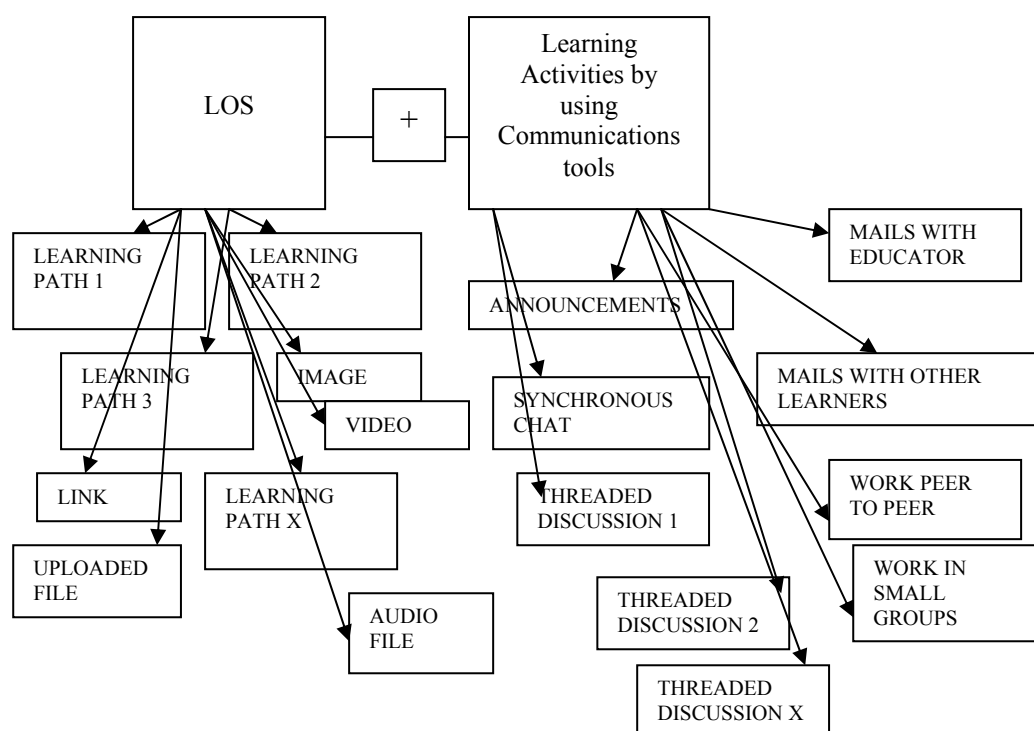 LOS
+
Learning
Activities by
using
Communications
tools
LEARNING
PATH 1
LEARNING
PATH 2
MAILS WITH
EDUCATOR
ANNOUNCEMENTS
LEARNING
PATH 3
IMAGE
VIDEO
SYNCHRONOUS
CHAT
MAILS WITH OTHER
LEARNERS
LINK
LEARNING
PATH X
THREADED
DISCUSSION 1
WORK PEER
TO PEER
UPLOADED
FILE
AUDIO
FILE
THREADED
DISCUSSION 2
WORK IN
SMALL
GROUPS
THREADED
DISCUSSION X